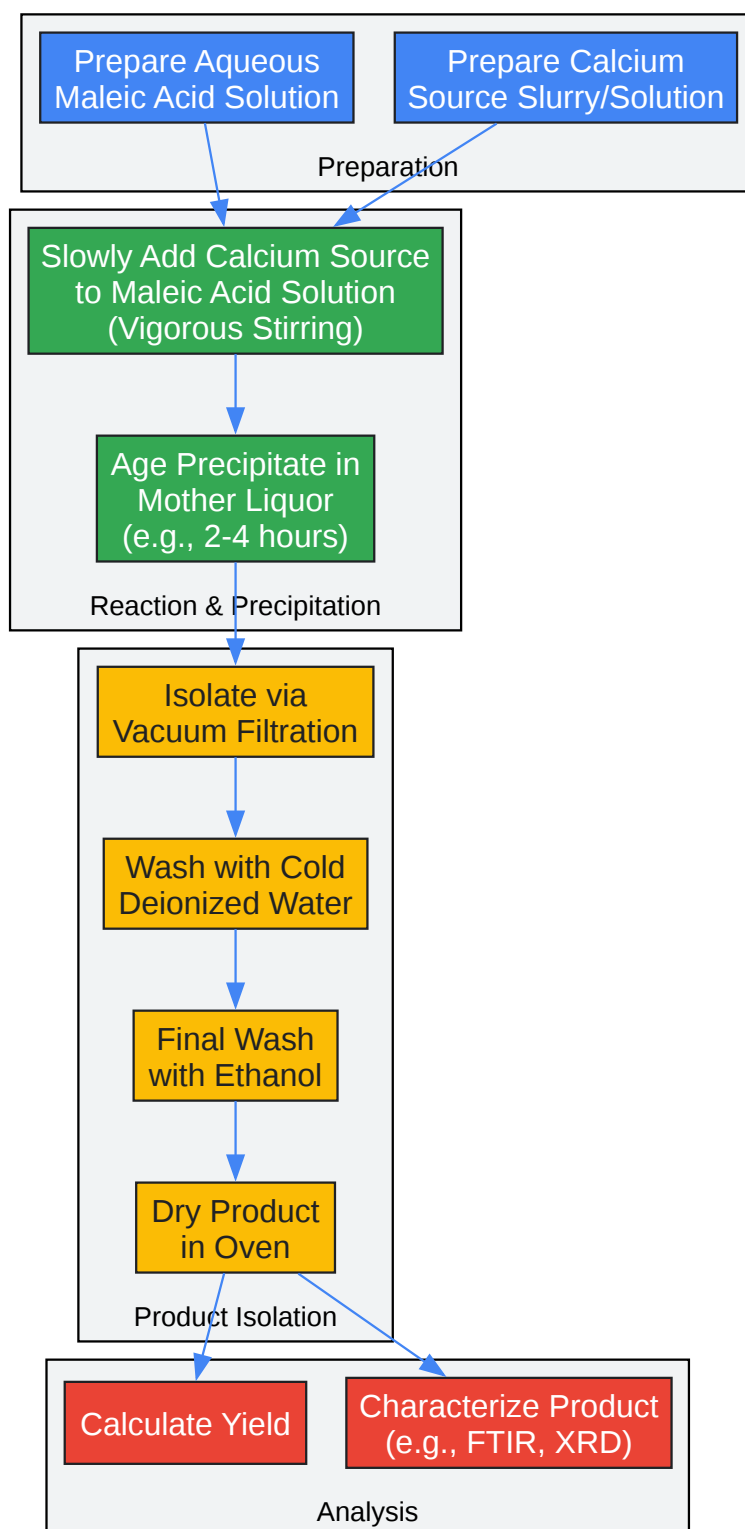 Prepare Aqueous
Maleic Acid Solution
Prepare Calcium
Source Slurry/Solution
Preparation
Slowly Add Calcium Source
to Maleic Acid Solution
(Vigorous Stirring)
Age Precipitate in
Mother Liquor
(e.g., 2-4 hours)
Reaction & Precipitation
Isolate via
Vacuum Filtration
Wash with Cold
Deionized Water
Final Wash
with Ethanol
Dry Product
in Oven
Product Isolation
Calculate Yield
Characterize Product
(e.g., FTIR, XRD)
Analysis